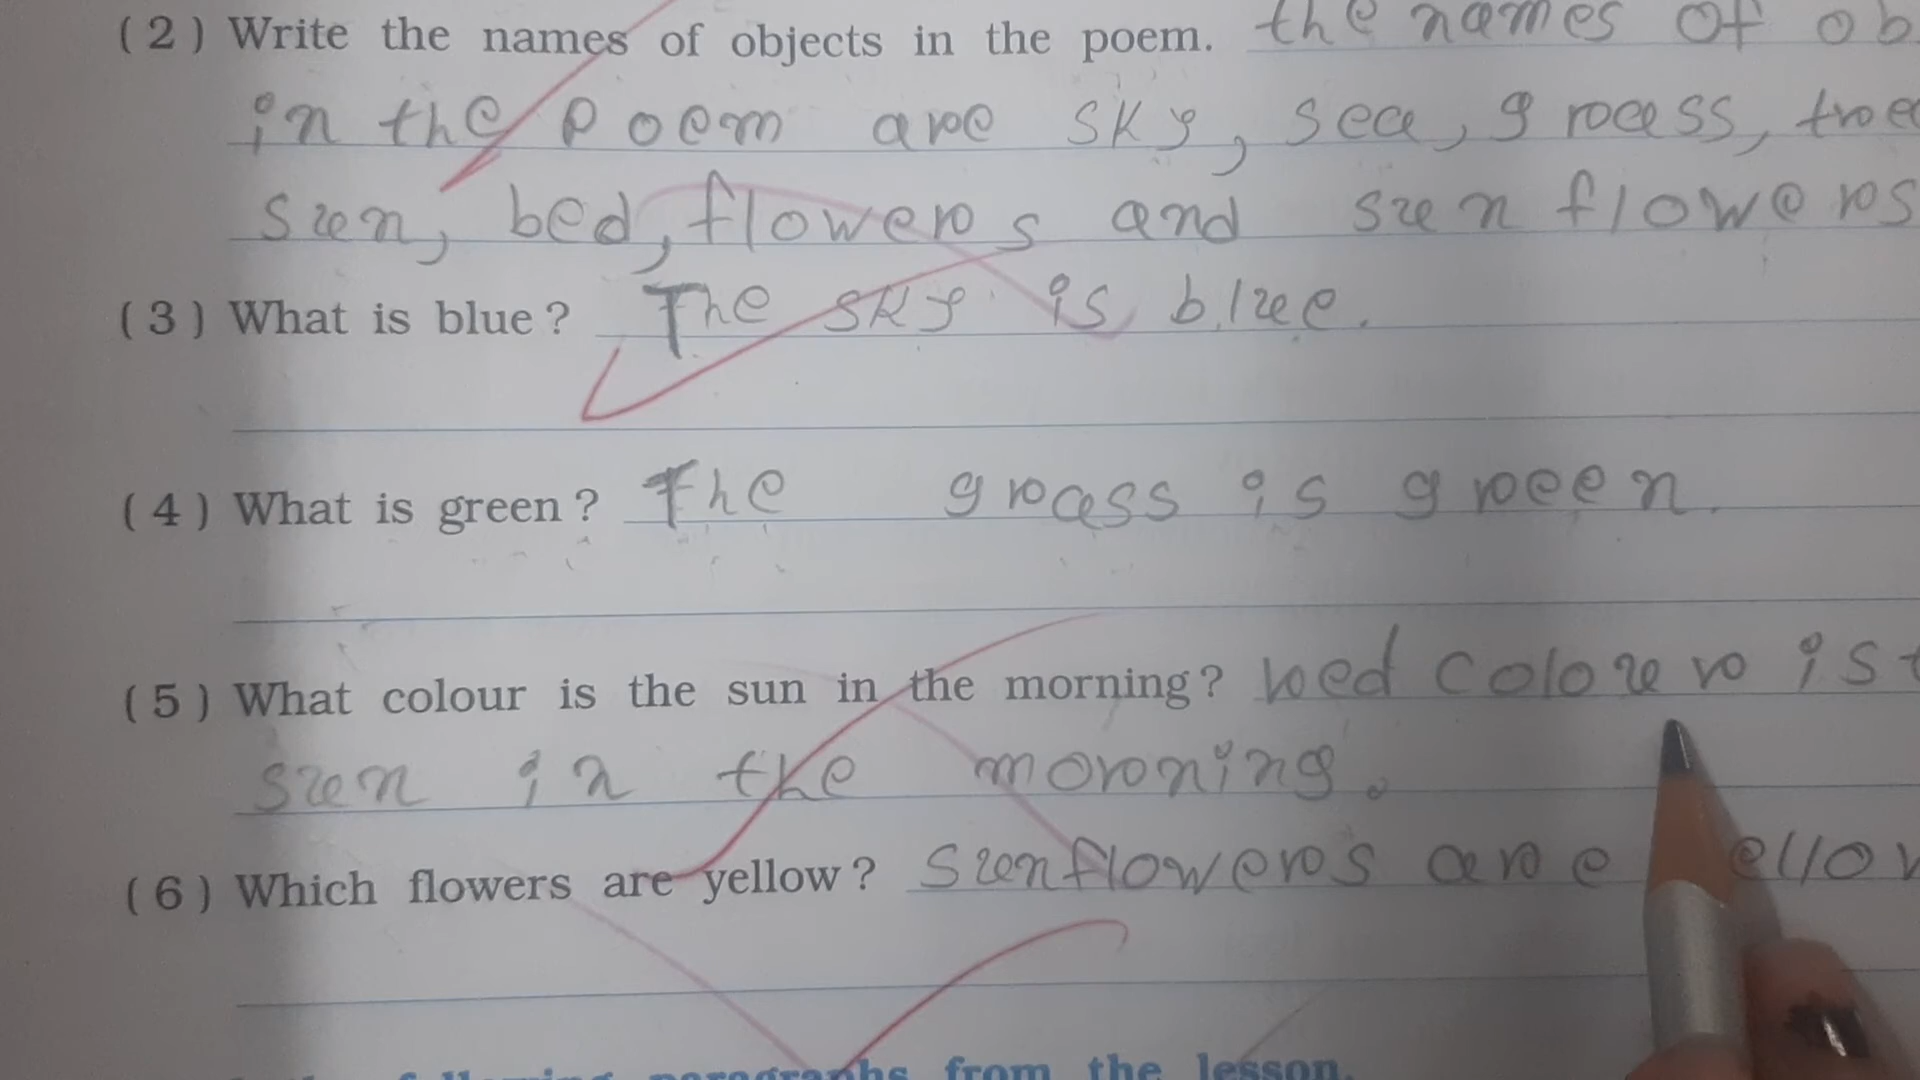 (2) Write the names of objects in the poem. the names of ob
in the poem are sky, sea, grass, tree
sun, bed, flowers and sun flowers
(3) What is blue? The sky is blue.
(4) What is green? The grass is green.
(5) What colour is the sun in the morning? red colour is t
sun in the morning.
(6) Which flowers are yellow? Sunflowers are ellow
following paragraphs from the lesson.